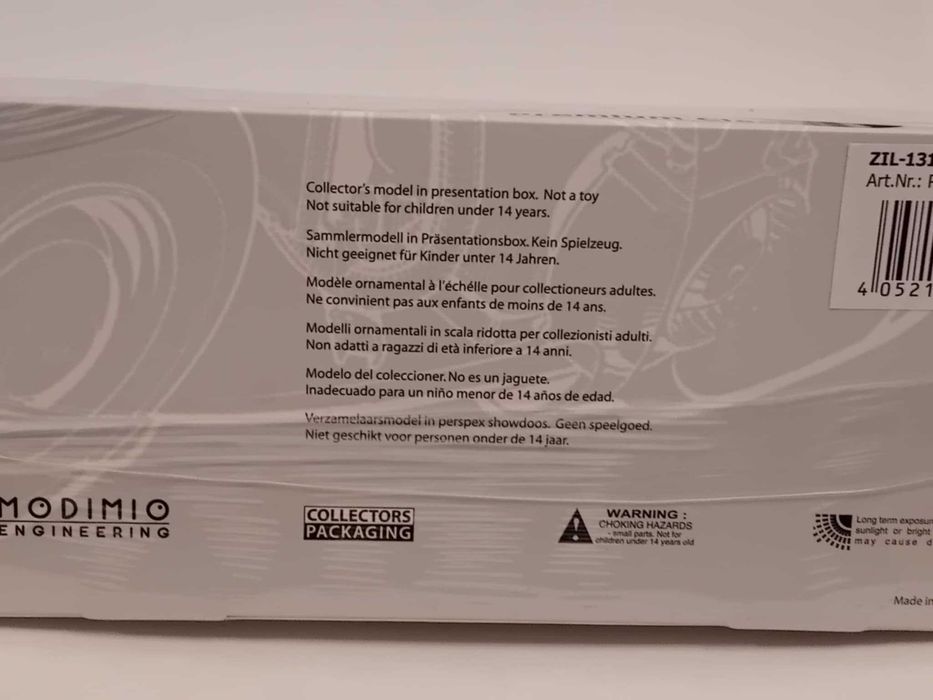 Collector's model in presentation box. Not a toy
Not suitable for children under 14 years.
Sammlermodell in Präsentationsbox. Kein Spielzeug.
Nicht geeignet für Kinder unter 14 Jahren.
Modèle ornamental à l'échélle pour collectioneurs adultes.
Ne convinient pas aux enfants de moins de 14 ans.
Modelli ornamentali in scala ridotta per collezionisti adulti.
Non adatti a ragazzi di età inferiore a 14 anni.
Modelo del coleccioner. No es un jaguete.
Inadecuado para un niño menor de 14 años de edad.
Verzamelaarsmodel in perspex showdoos. Geen speelgoed.
Niet geschikt voor personen onder de 14 jaar.
ZIL-131
Art.Nr.:
4 0521
MODIMIO
ENGINEERING
COLLECTORS
PACKAGING
WARNING :
CHOKING HAZARDS
- small parts. Not for
children under 14 years old
Long term
sunlight or bright
may cause
Made in